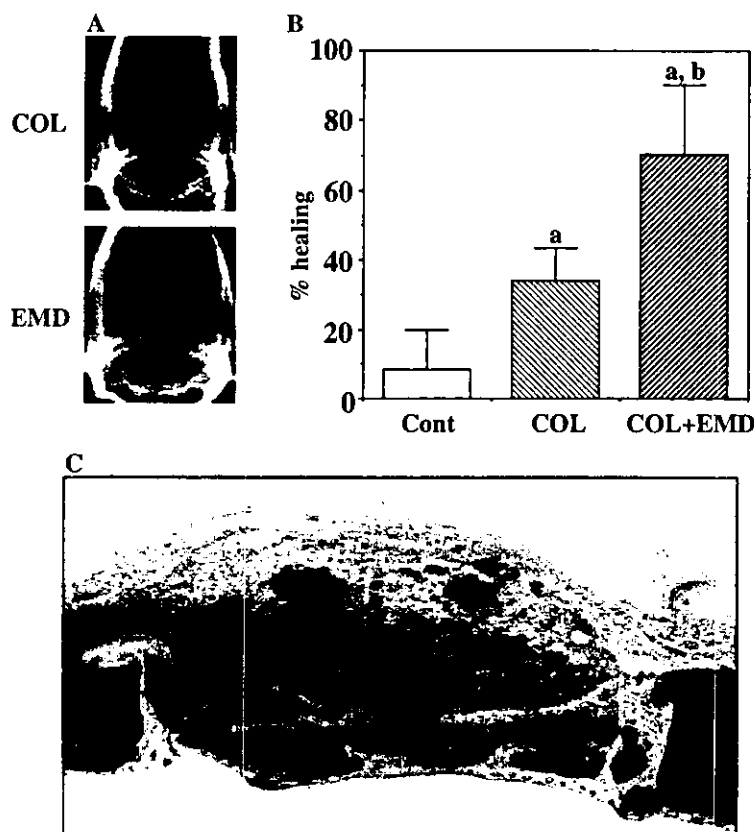 A
COL
EMD
B
% healing
100
80
60
40
20
0
a
a, b
Cont
COL
COL+EMD
C